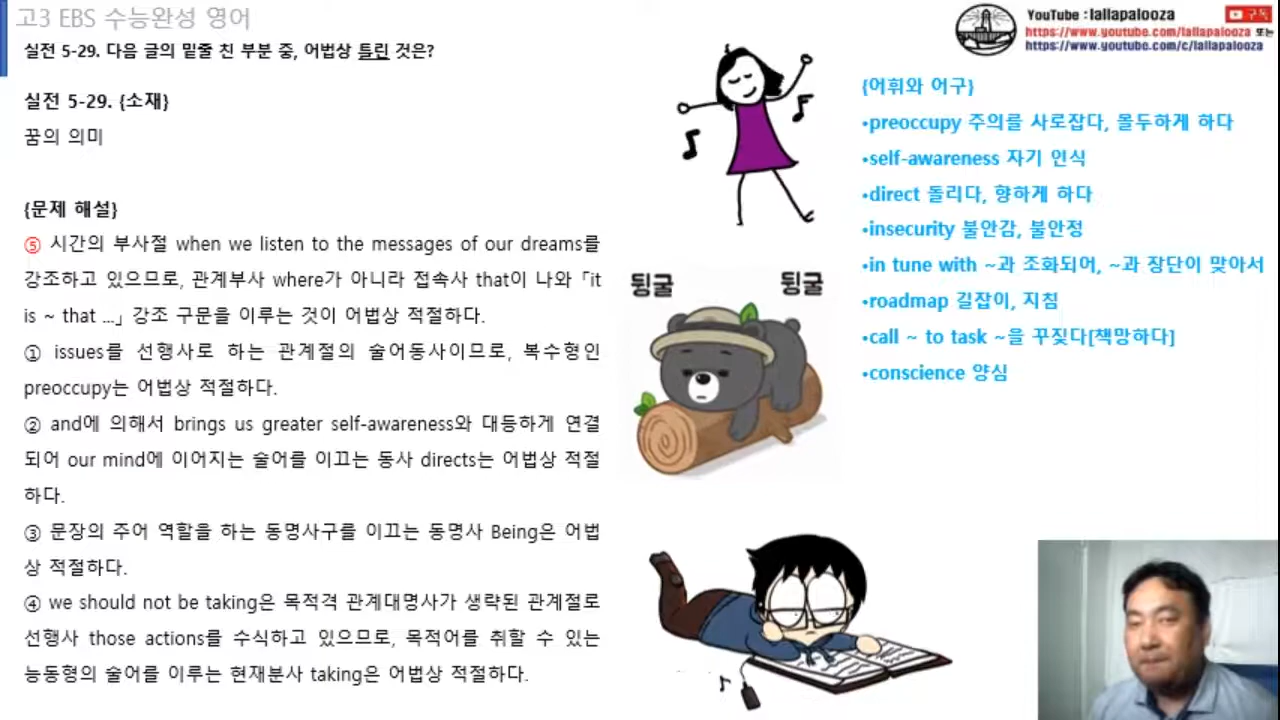 고3 EBS 수능완성 영어
실전 5-29. 다음 글의 밑줄 친 부분 중, 어법상 틀린 것은?
실전 5-29. {소재}
꿈의 의미
{문제 해설}
⑤ 시간의 부사절 when we listen to the messages of our dreams를
강조하고 있으므로, 관계부사 where가 아니라 접속사 that이 나와 「it
is ~ that ...」 강조 구문을 이루는 것이 어법상 적절하다.
① issues를 선행사로 하는 관계절의 술어동사이므로, 복수형인
preoccupy는 어법상 적절하다.
② and에 의해서 brings us greater self-awareness와 대등하게 연결
되어 our mind에 이어지는 술어를 이끄는 동사 directs는 어법상 적절
하다.
③ 문장의 주어 역할을 하는 동명사구를 이끄는 동명사 Being은 어법
상 적절하다.
④ we should not be taking은 목적격 관계대명사가 생략된 관계절로
선행사 those actions를 수식하고 있으므로, 목적어를 취할 수 있는
능동형의 술어를 이루는 현재분사 taking은 어법상 적절하다.
뒹굴 뒹굴
YouTube : lallapalooza 구독
https://www.youtube.com/lallapalooza 또는
https://www.youtube.com/c/lallapalooza
{어휘와 어구}
•preoccupy 주의를 사로잡다, 몰두하게 하다
•self-awareness 자기 인식
•direct 돌리다, 향하게 하다
•insecurity 불안감, 불안정
•in tune with ~과 조화되어, ~과 장단이 맞아서
•roadmap 길잡이, 지침
•call ~ to task ~을 꾸짖다[책망하다]
•conscience 양심